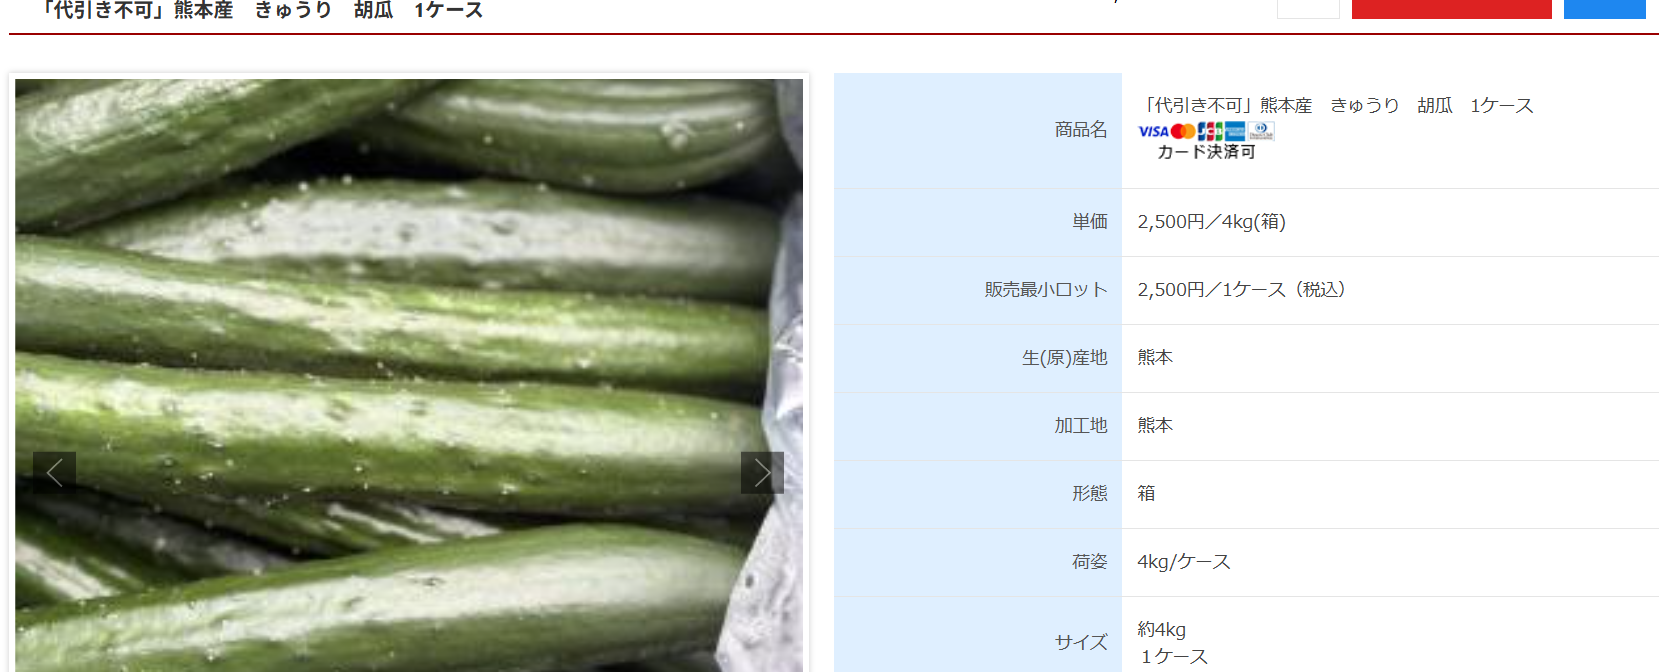 「代引き不可」熊本産　きゅうり　胡瓜　1ケース
商品名
「代引き不可」熊本産　きゅうり　胡瓜　1ケース
VISA JCB
カード決済可
単価
2,500円／4kg(箱)
販売最小ロット
2,500円／1ケース（税込）
生(原)産地
熊本
加工地
熊本
形態
箱
荷姿
4kg/ケース
サイズ
約4kg
１ケース